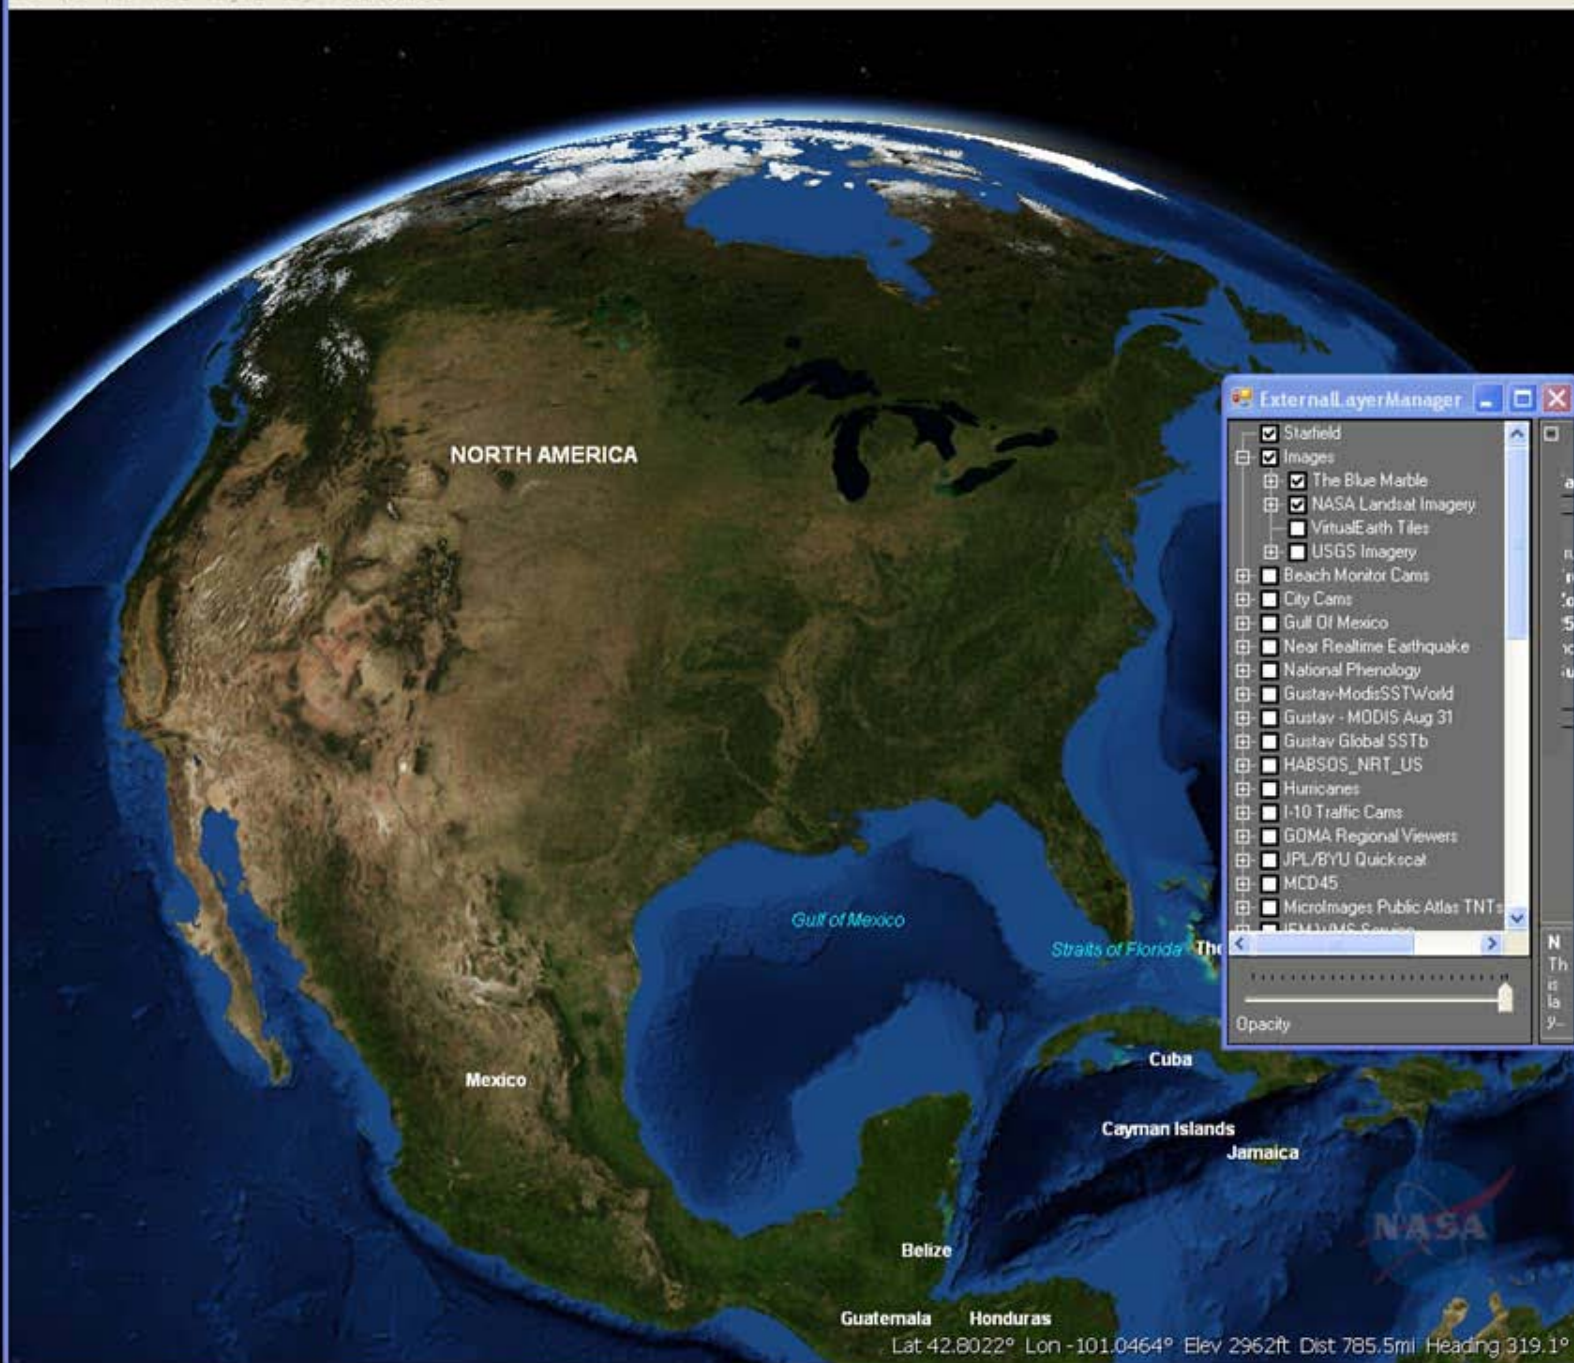 NORTH AMERICA
Gulf of Mexico
Straits of Florida
Cuba
Mexico
Cayman Islands
Jamaica
Belize
Guatemala
Honduras
NASA
Lat 42.8022° Lon -101.0464° Elev 2962ft Dist 785.5mi Heading 319.1°
ExternalLayerManager
Starfield
Images
The Blue Marble
NASA Landsat Imagery
VirtualEarth Tiles
USGS Imagery
Beach Monitor Cams
City Cams
Gulf Of Mexico
Near Realtime Earthquake
National Phenology
Gustav-ModisSSTWorld
Gustav - MODIS Aug 31
Gustav Global SSTb
HABSOS_NRT_US
Hurricanes
I-10 Traffic Cams
GOMA Regional Viewers
JPL/BYU Quickscat
MCD45
MicroImages Public Atlas TNTs
Opacity
N
Th
is
la
y...